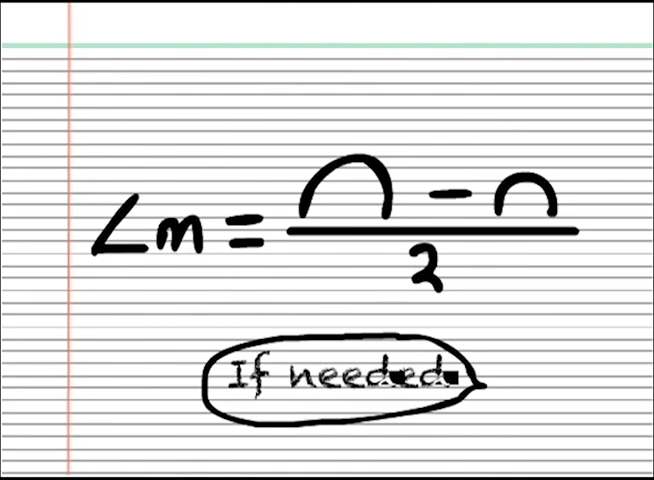 ∠m = ⌒ - ⌒
2
If needed